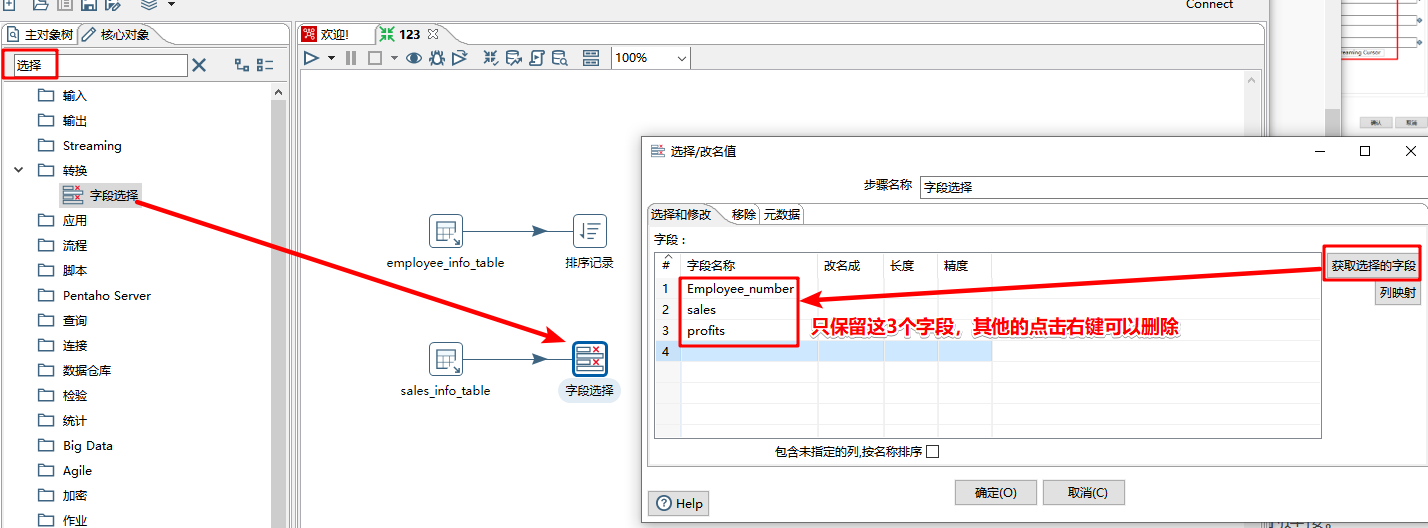 Connect
主对象树
核心对象
选择
输入
输出
Streaming
转换
字段选择
应用
流程
脚本
Pentaho Server
查询
连接
数据仓库
检验
统计
Big Data
Agile
加密
作业
欢迎!
123
100%
employee_info_table
排序记录
sales_info_table
字段选择
选择/改名值
步骤名称
字段选择
选择和修改
移除
元数据
字段：
# 字段名称 改名成 长度 精度
1 Employee_number
2 sales
3 profits
4
获取选择的字段
列映射
只保留这3个字段，其他的点击右键可以删除
包含未指定的列,按名称排序
Help
确定(O)
取消(C)
确认
取消